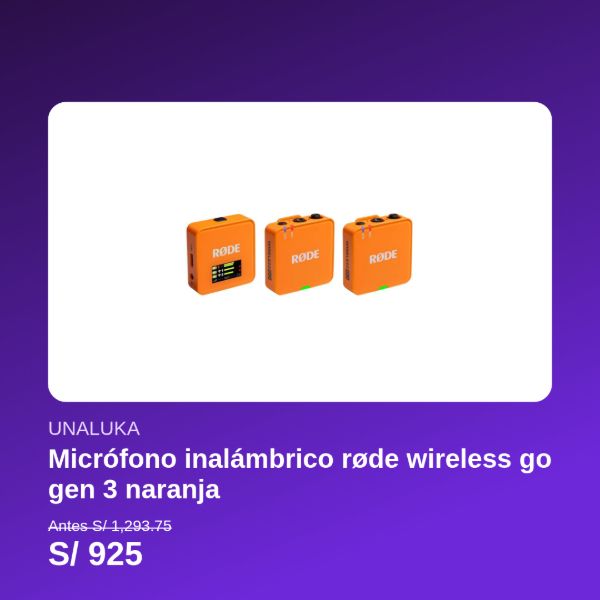 RØDE
RØDE
RØDE
UNALUKA
Micrófono inalámbrico røde wireless go
gen 3 naranja
Antes S/ 1,293.75
S/ 925